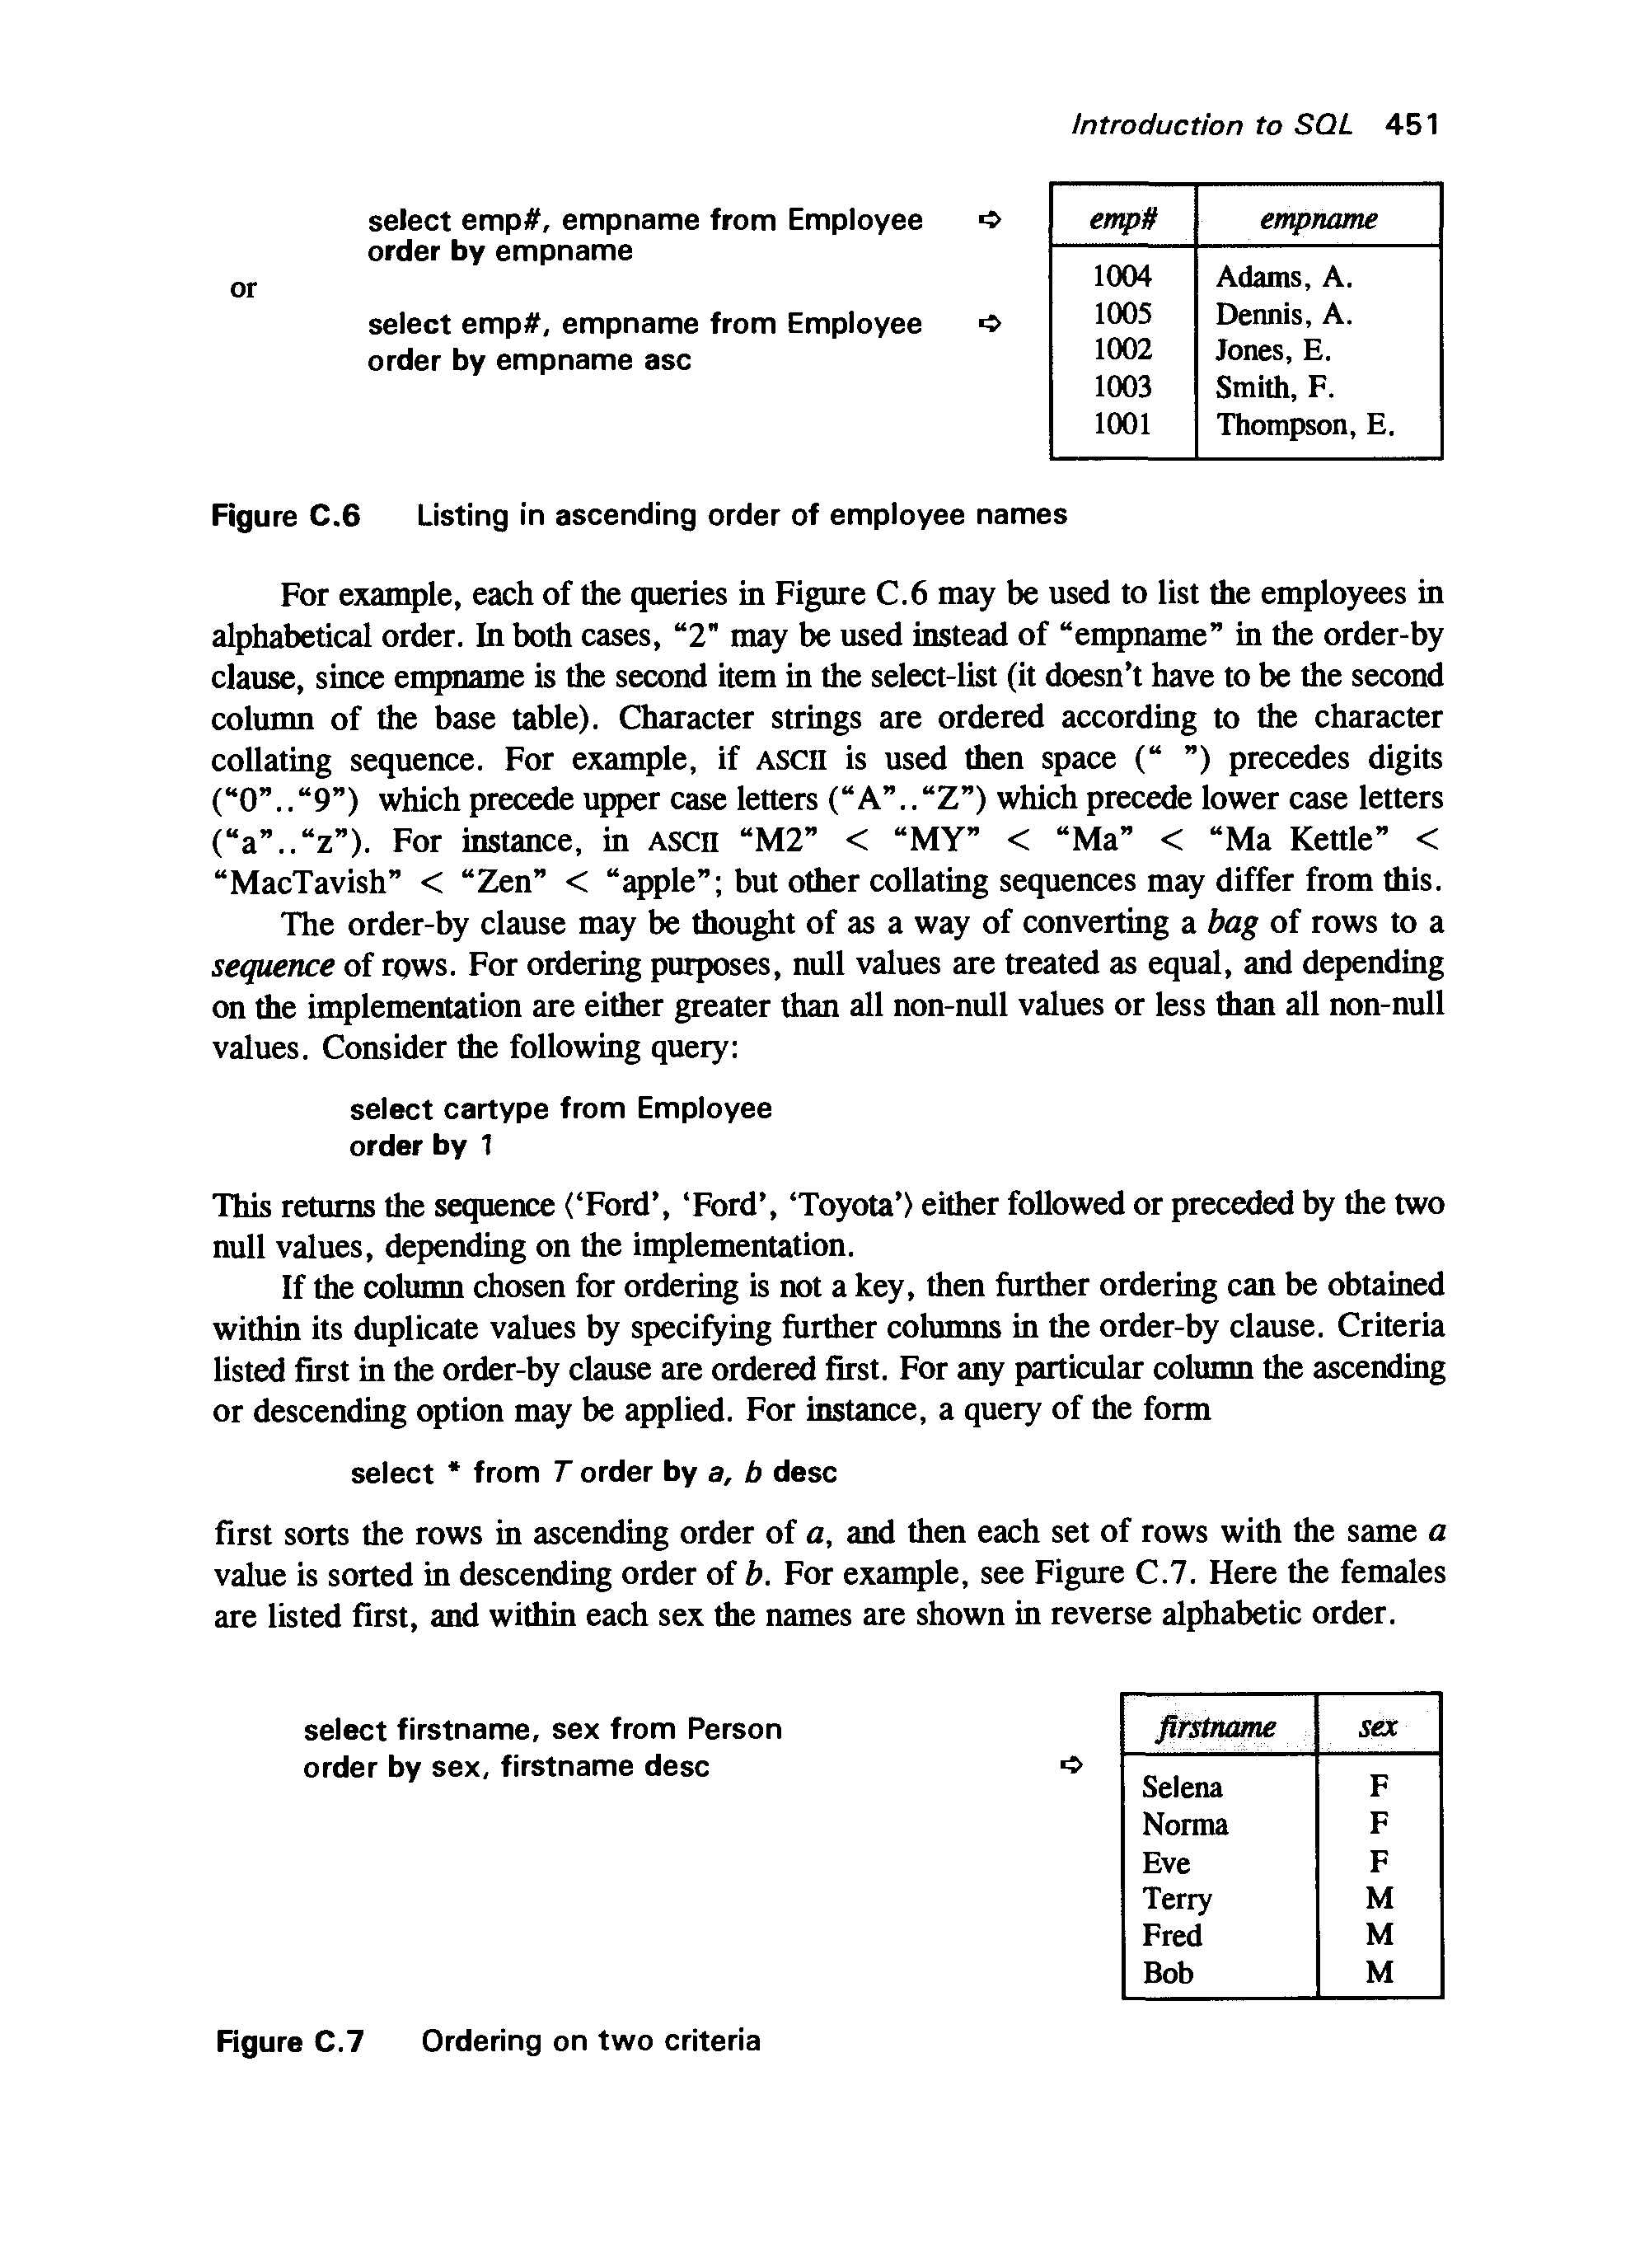 Introduction to SQL 451
select emp#, empname from Employee ➪
order by empname
or
select emp#, empname from Employee ➪
order by empname asc
emp# empname
1004 Adams, A.
1005 Dennis, A.
1002 Jones, E.
1003 Smith, F.
1001 Thompson, E.
Figure C.6 Listing in ascending order of employee names
For example, each of the queries in Figure C.6 may be used to list the employees in
alphabetical order. In both cases, “2" may be used instead of “empname” in the order-by
clause, since empname is the second item in the select-list (it doesn’t have to be the second
column of the base table). Character strings are ordered according to the character
collating sequence. For example, if ASCII is used then space (“ ”) precedes digits
(“0”..“9”) which precede upper case letters (“A”..“Z”) which precede lower case letters
(“a”..“z”). For instance, in ASCII “M2” < “MY” < “Ma” < “Ma Kettle” <
“MacTavish” < “Zen” < “apple”; but other collating sequences may differ from this.
The order-by clause may be thought of as a way of converting a bag of rows to a
sequence of rows. For ordering purposes, null values are treated as equal, and depending
on the implementation are either greater than all non-null values or less than all non-null
values. Consider the following query:
select cartype from Employee
order by 1
This returns the sequence ⟨‘Ford’, ‘Ford’, ‘Toyota’⟩ either followed or preceded by the two
null values, depending on the implementation.
If the column chosen for ordering is not a key, then further ordering can be obtained
within its duplicate values by specifying further columns in the order-by clause. Criteria
listed first in the order-by clause are ordered first. For any particular column the ascending
or descending option may be applied. For instance, a query of the form
select * from T order by a, b desc
first sorts the rows in ascending order of a, and then each set of rows with the same a
value is sorted in descending order of b. For example, see Figure C.7. Here the females
are listed first, and within each sex the names are shown in reverse alphabetic order.
select firstname, sex from Person
order by sex, firstname desc ➪
firstname sex
Selena F
Norma F
Eve F
Terry M
Fred M
Bob M
Figure C.7 Ordering on two criteria